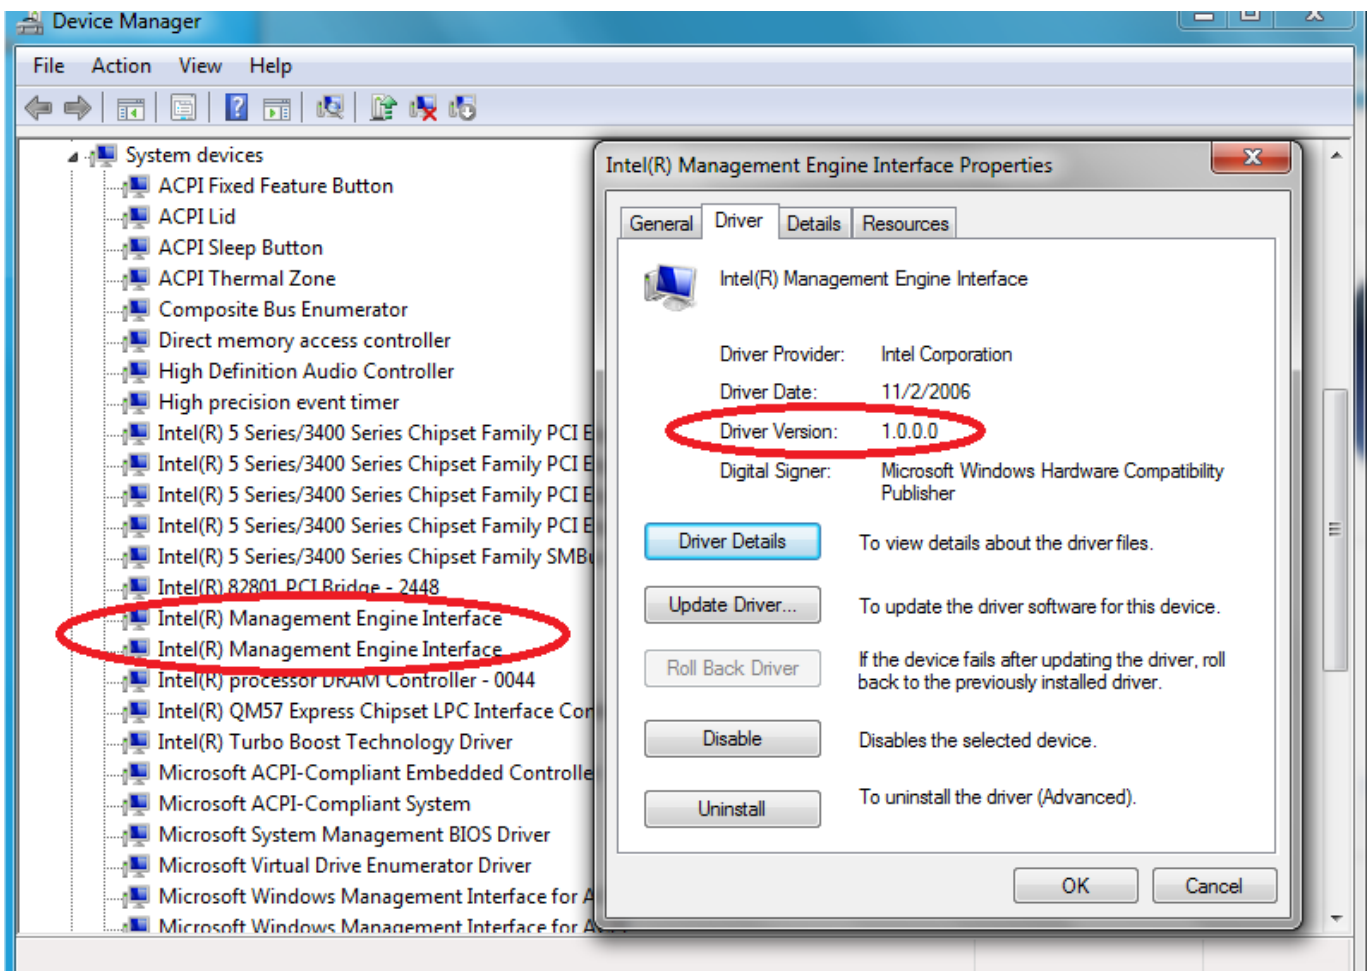 Device Manager
File Action View Help
System devices
ACPI Fixed Feature Button
ACPI Lid
ACPI Sleep Button
ACPI Thermal Zone
Composite Bus Enumerator
Direct memory access controller
High Definition Audio Controller
High precision event timer
Intel(R) 5 Series/3400 Series Chipset Family PCI E
Intel(R) 5 Series/3400 Series Chipset Family PCI E
Intel(R) 5 Series/3400 Series Chipset Family PCI E
Intel(R) 5 Series/3400 Series Chipset Family PCI E
Intel(R) 5 Series/3400 Series Chipset Family SMBu
Intel(R) 82801 PCI Bridge - 2448
Intel(R) Management Engine Interface
Intel(R) Management Engine Interface
Intel(R) processor DRAM Controller - 0044
Intel(R) QM57 Express Chipset LPC Interface Con
Intel(R) Turbo Boost Technology Driver
Microsoft ACPI-Compliant Embedded Controlle
Microsoft ACPI-Compliant System
Microsoft System Management BIOS Driver
Microsoft Virtual Drive Enumerator Driver
Microsoft Windows Management Interface for A
Microsoft Windows Management Interface for A
Intel(R) Management Engine Interface Properties
General Driver Details Resources
Intel(R) Management Engine Interface
Driver Provider: Intel Corporation
Driver Date: 11/2/2006
Driver Version: 1.0.0.0
Digital Signer: Microsoft Windows Hardware Compatibility
Publisher
Driver Details To view details about the driver files.
Update Driver... To update the driver software for this device.
Roll Back Driver If the device fails after updating the driver, roll
back to the previously installed driver.
Disable Disables the selected device.
Uninstall To uninstall the driver (Advanced).
OK Cancel